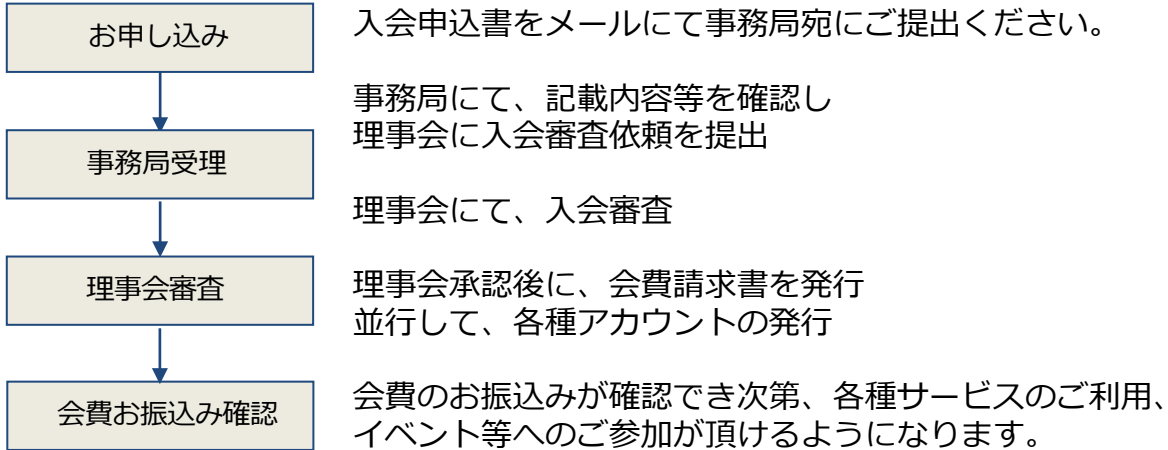 お申し込み
入会申込書をメールにて事務局宛にご提出ください。
事務局にて、記載内容等を確認し
理事会に入会審査依頼を提出
事務局受理
理事会にて、入会審査
理事会審査
理事会承認後に、会費請求書を発行
並行して、各種アカウントの発行
会費お振込み確認
会費のお振込みが確認でき次第、各種サービスのご利用、
イベント等へのご参加が頂けるようになります。